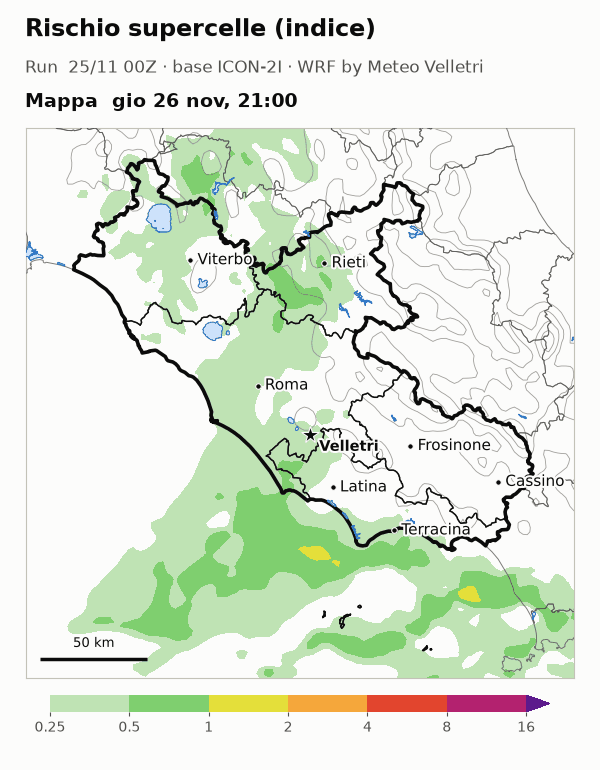 Rischio supercelle (indice)
Run  25/11 00Z · base ICON-2I · WRF by Meteo Velletri
Mappa  gio 26 nov, 21:00
Viterbo
Rieti
Roma
Velletri
Frosinone
Cassino
Latina
Terracina
50 km
0.25 0.5 1 2 4 8 16